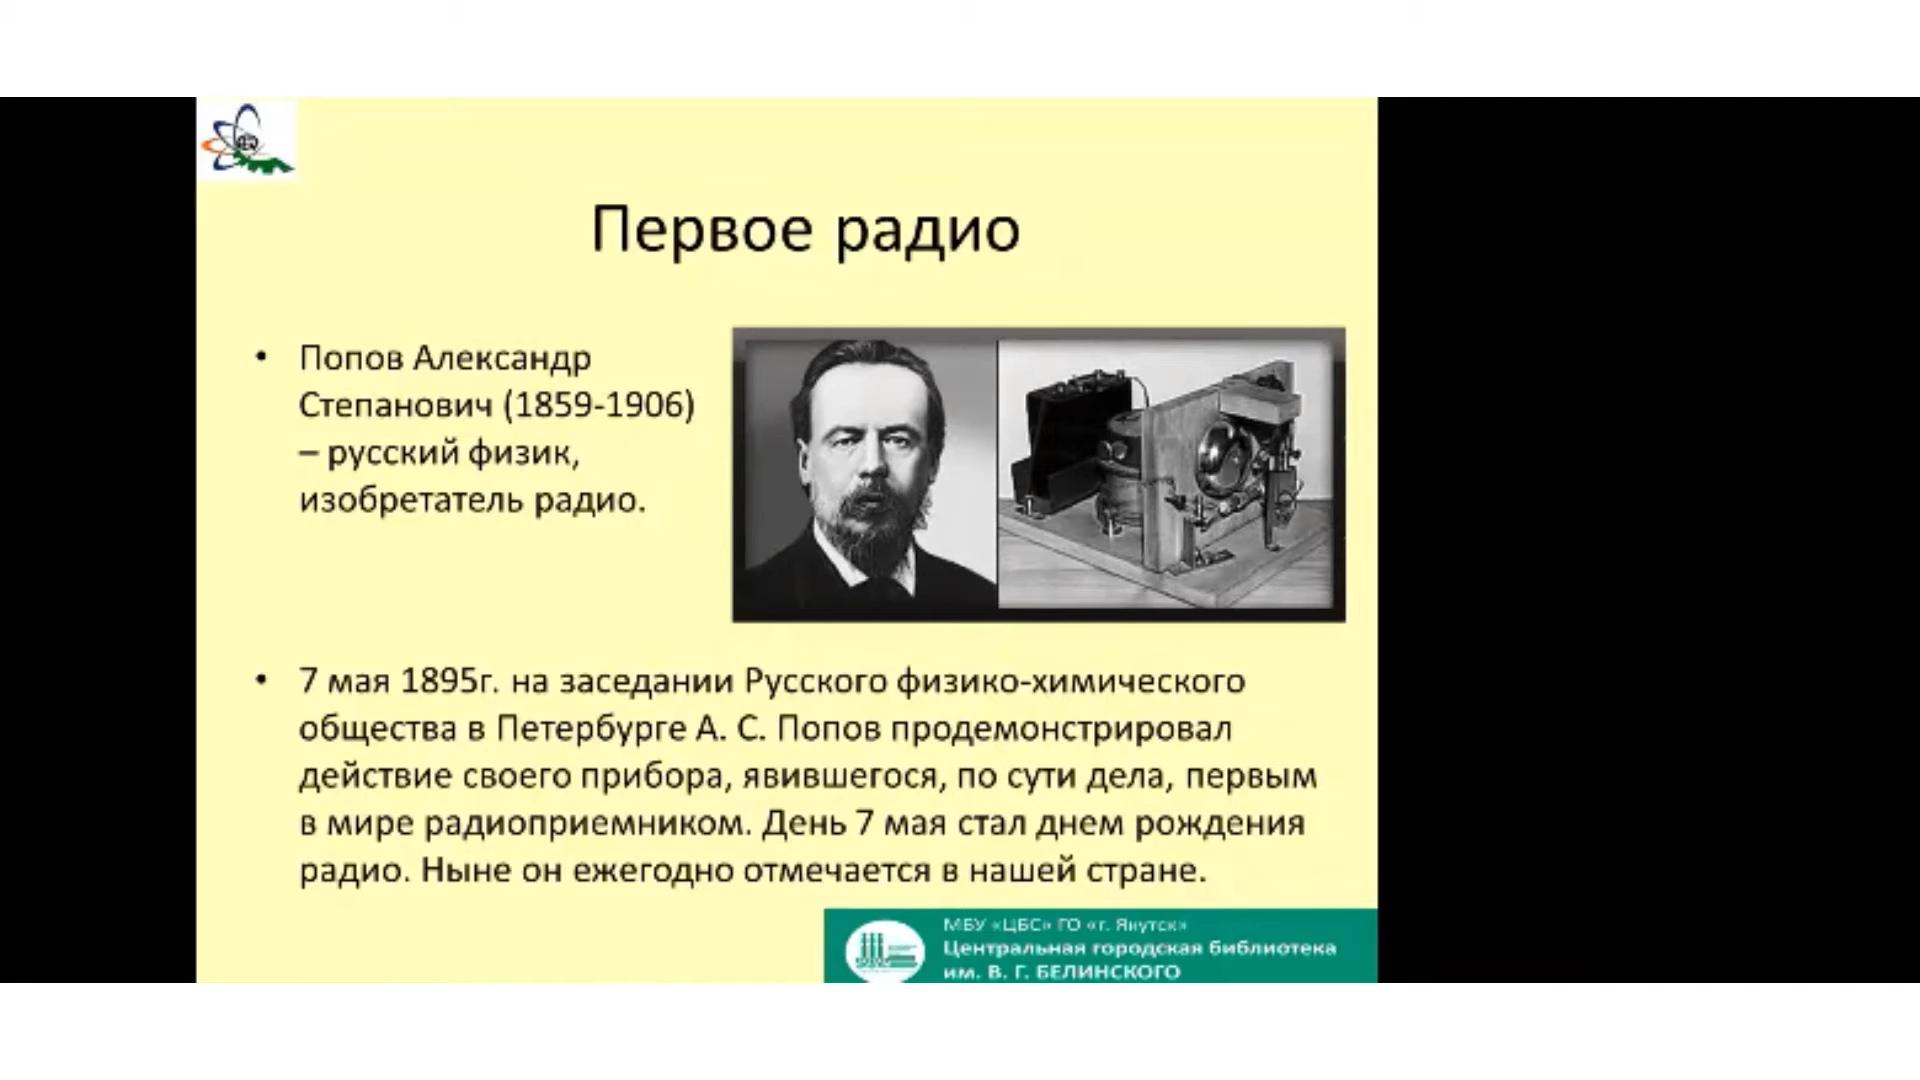 Первое радио
• Попов Александр
Степанович (1859-1906)
– русский физик,
изобретатель радио.
• 7 мая 1895г. на заседании Русского физико-химического
общества в Петербурге А. С. Попов продемонстрировал
действие своего прибора, явившегося, по сути дела, первым
в мире радиоприемником. День 7 мая стал днем рождения
радио. Ныне он ежегодно отмечается в нашей стране.
МБУ «ЦБС» ГО «г. Якутск»
Центральная городская библиотека
им. В. Г. БЕЛИНСКОГО